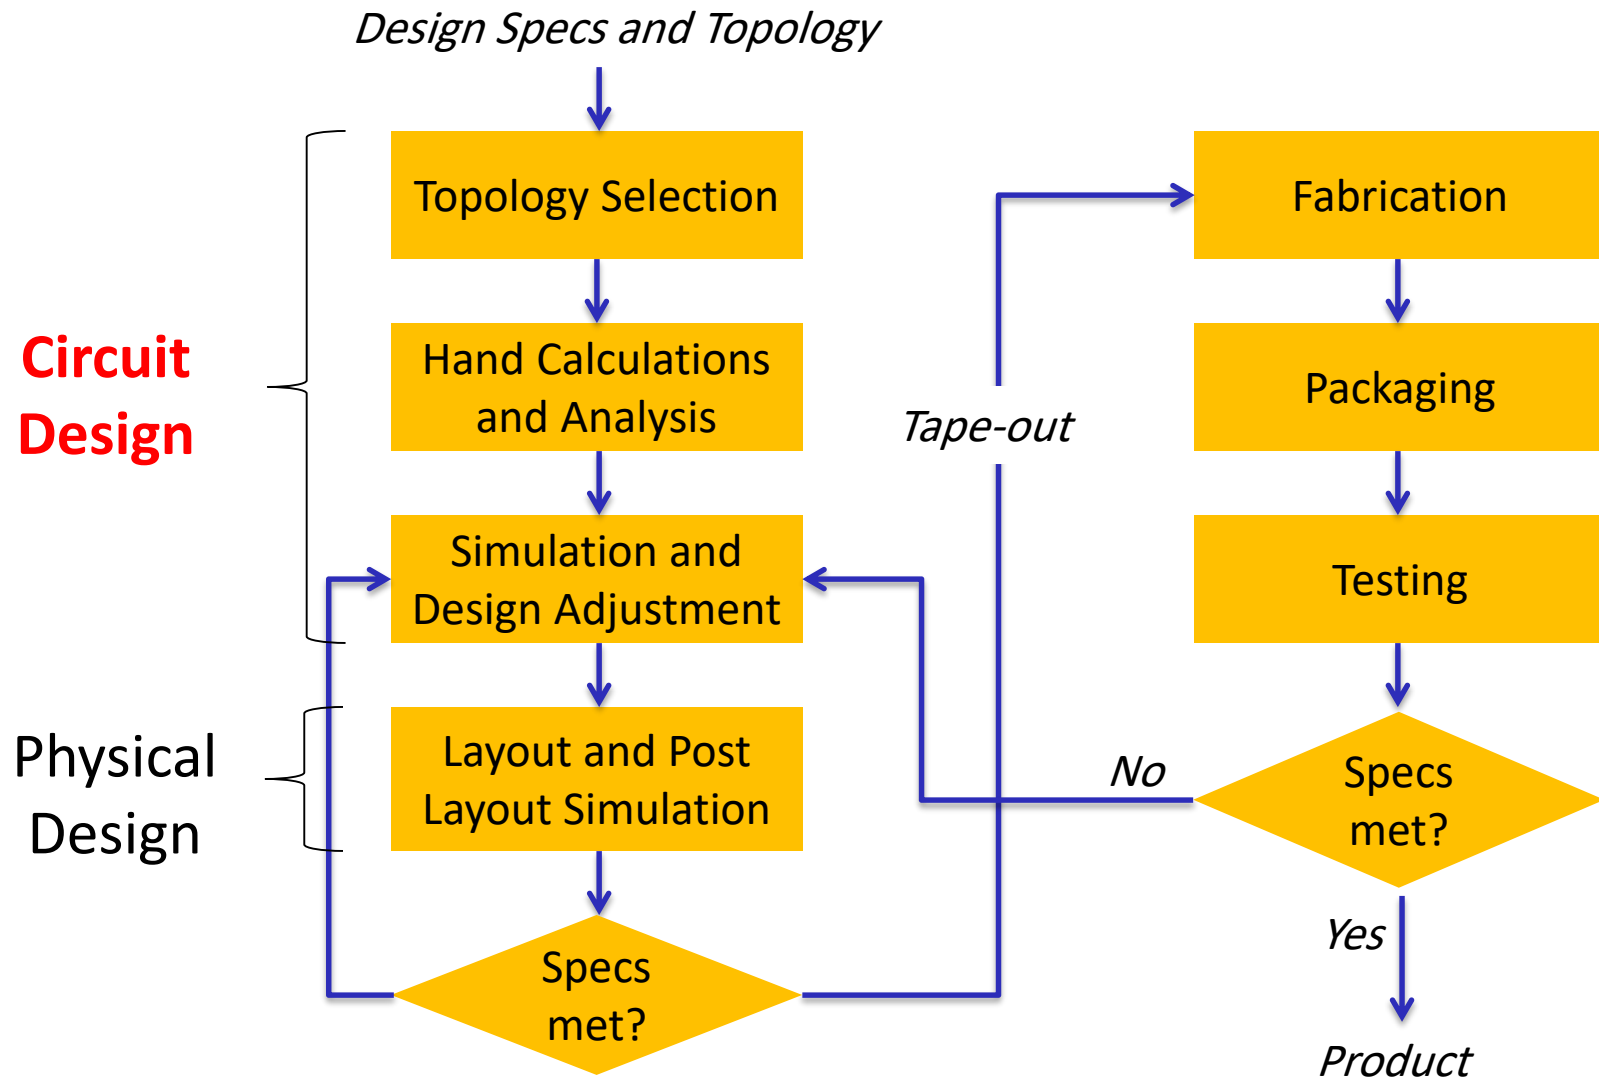 Design Specs and Topology
Topology Selection
Hand Calculations
and Analysis
Simulation and
Design Adjustment
Layout and Post
Layout Simulation
Specs
met?
Circuit
Design
Physical
Design
Tape-out
Fabrication
Packaging
Testing
Specs
met?
No
Yes
Product